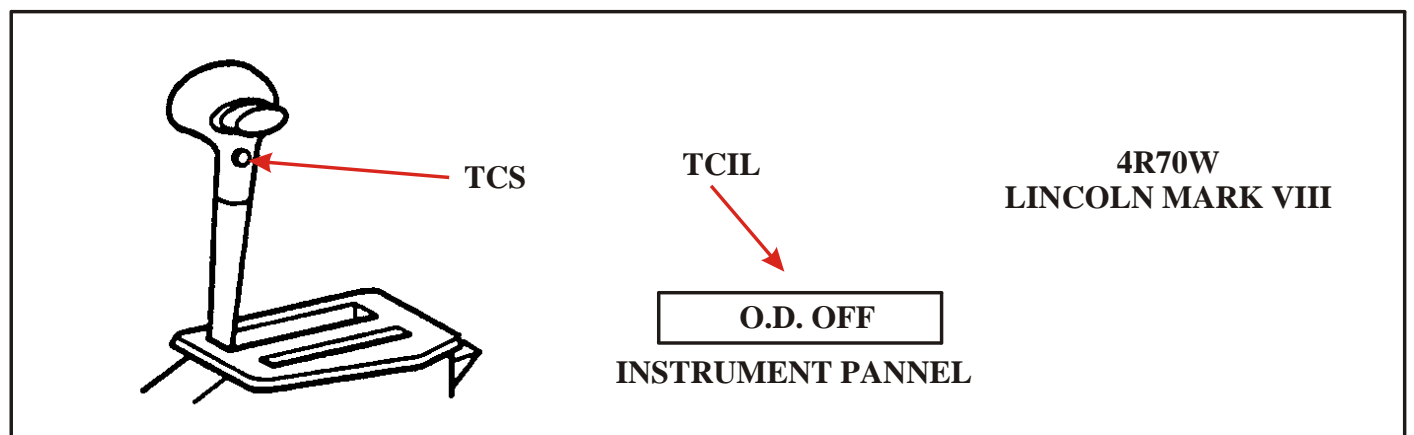 TCS
TCIL
O.D. OFF
INSTRUMENT PANNEL
4R70W
LINCOLN MARK VIII